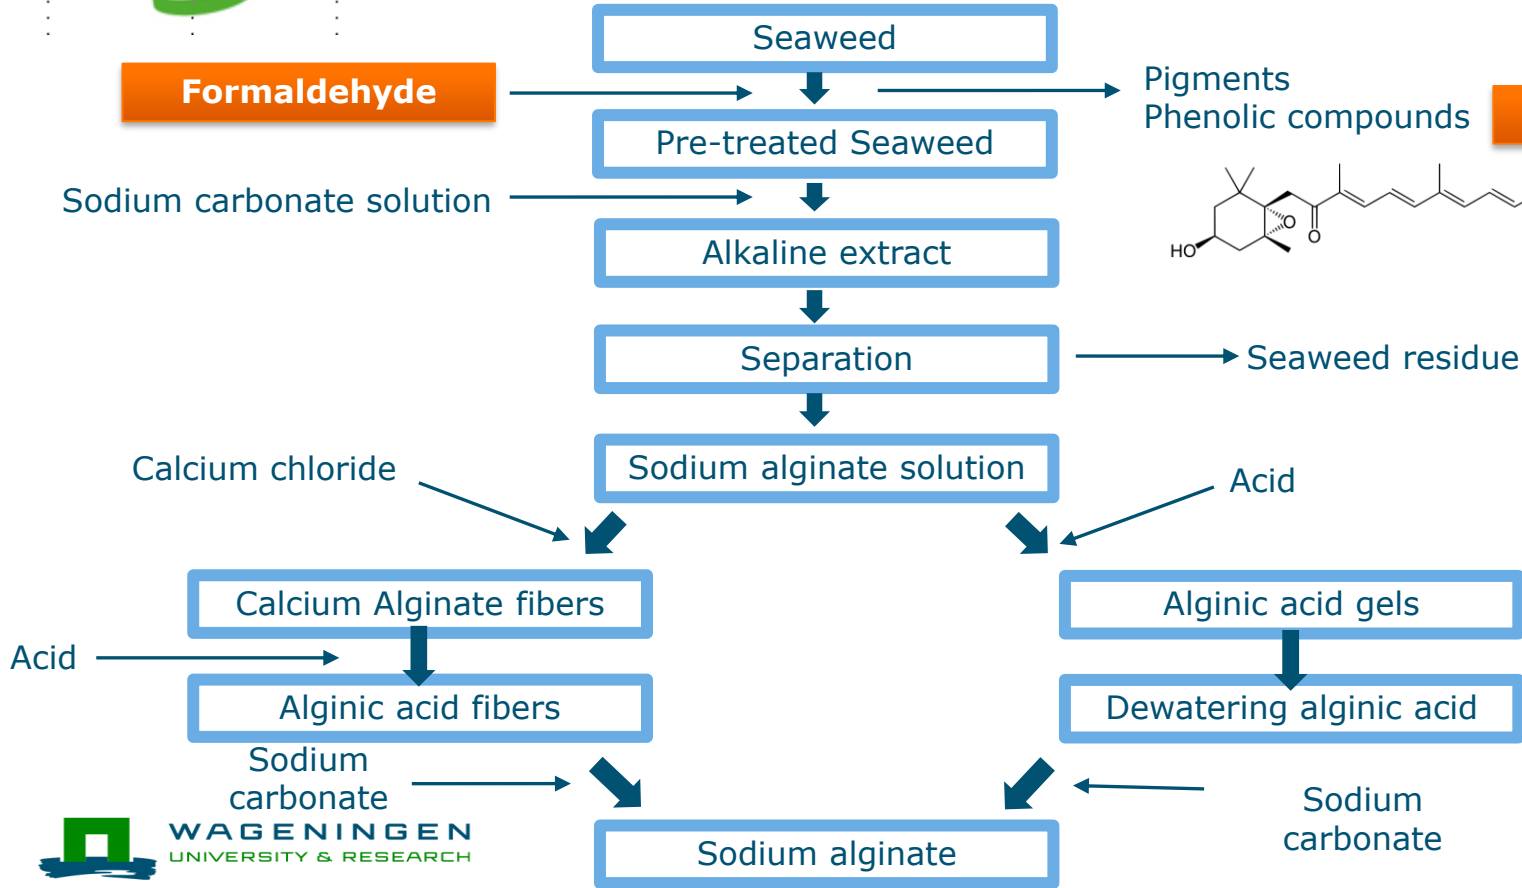 Seaweed
Formaldehyde
Pigments
Phenolic compounds
Pre-treated Seaweed
Sodium carbonate solution
HO
O
O
Alkaline extract
Separation
Seaweed residue
Calcium chloride
Sodium alginate solution
Acid
Calcium Alginate fibers
Alginic acid gels
Acid
Alginic acid fibers
Dewatering alginic acid
Sodium
carbonate
Sodium
carbonate
WAGENINGEN
UNIVERSITY & RESEARCH
Sodium alginate